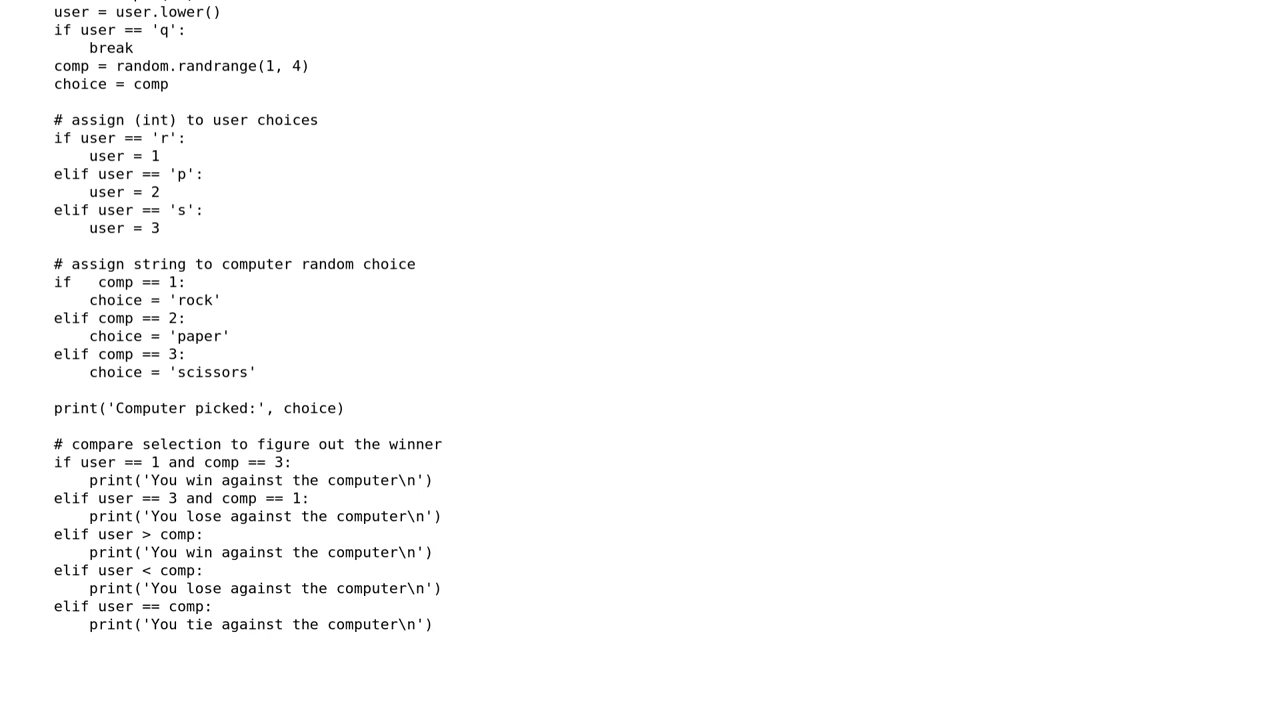 user = user.lower()
if user == 'q':
    break
comp = random.randrange(1, 4)
choice = comp

# assign (int) to user choices
if user == 'r':
    user = 1
elif user == 'p':
    user = 2
elif user == 's':
    user = 3

# assign string to computer random choice
if   comp == 1:
    choice = 'rock'
elif comp == 2:
    choice = 'paper'
elif comp == 3:
    choice = 'scissors'

print('Computer picked:', choice)

# compare selection to figure out the winner
if user == 1 and comp == 3:
    print('You win against the computer\n')
elif user == 3 and comp == 1:
    print('You lose against the computer\n')
elif user > comp:
    print('You win against the computer\n')
elif user < comp:
    print('You lose against the computer\n')
elif user == comp:
    print('You tie against the computer\n')